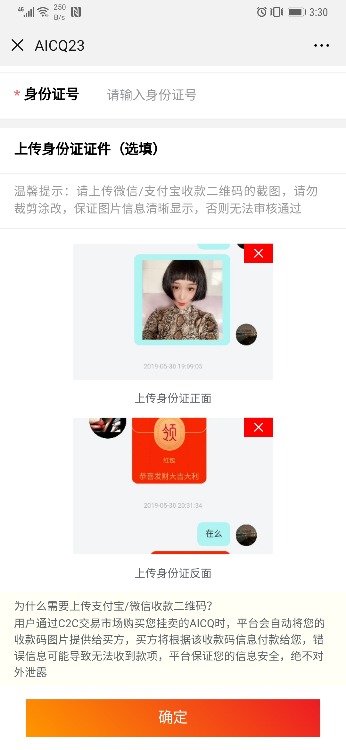 46
250
B/s
3:30
AICQ23
* 身份证号 请输入身份证号
上传身份证证件（选填）
温馨提示：请上传微信/支付宝收款二维码的截图，请勿
裁剪涂改，保证图片信息清晰显示，否则无法审核通过
2019-05-30 19:09:05
上传身份证正面
领
红包
恭喜发财大吉大利
2019-05-30 20:31:34
在么
上传身份证反面
为什么需要上传支付宝/微信收款二维码？
用户通过C2C交易市场购买您挂卖的AICQ时，平台会自动将您的
收款码图片提供给买方，买方将根据该收款码信息付款给您，错
误信息可能导致无法收到款项，平台保证您的信息安全，绝不对
外泄露
确定